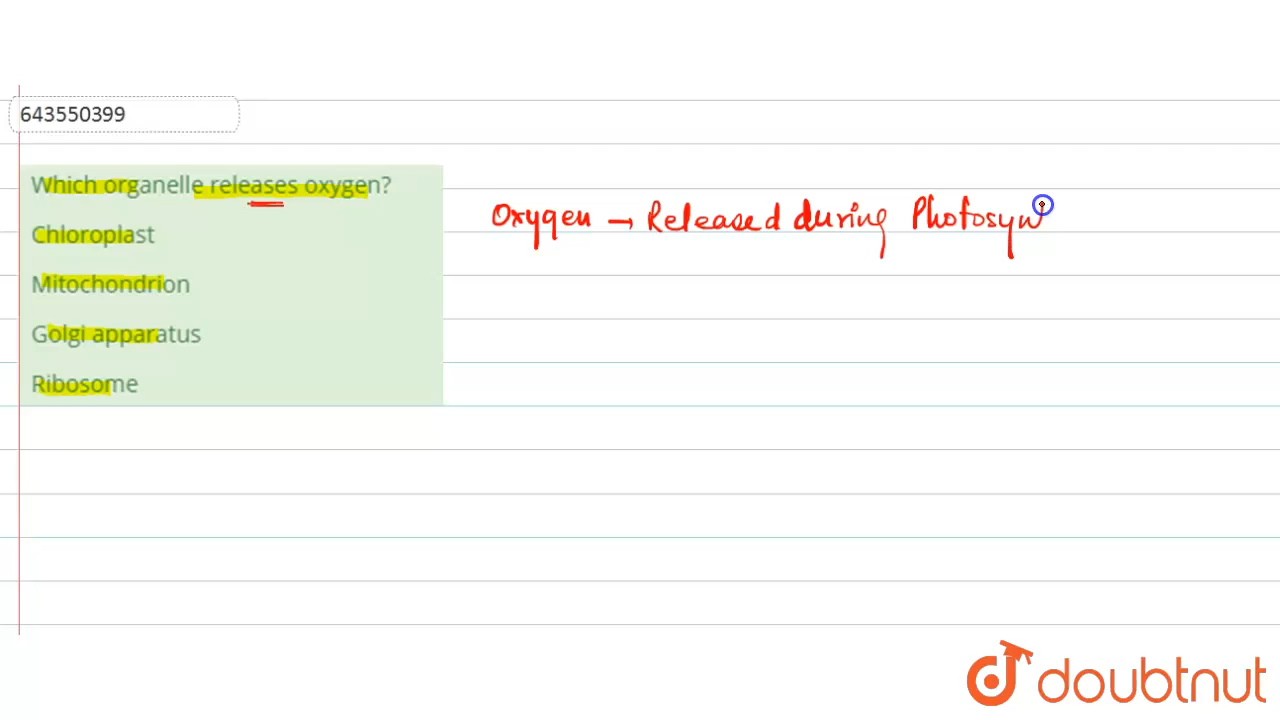 643550399
Which organelle releases oxygen?
Oxygen → Released during Photosyn
Chloroplast
Mitochondrion
Golgi apparatus
Ribosome
doubtnut